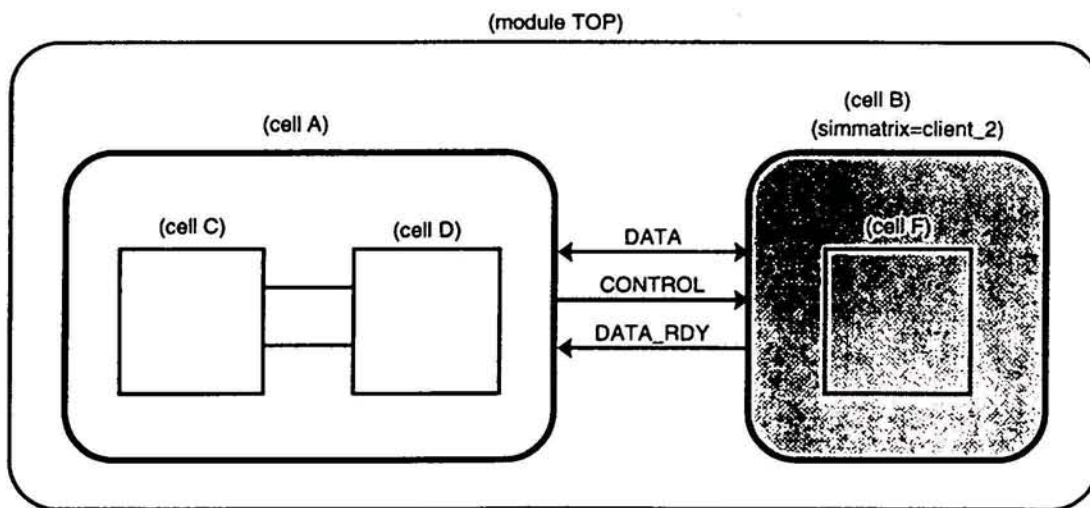 (module TOP)
(cell B)
(simmatrix=client_2)
(cell A)
(cell C)
(cell D)
(cell F)
DATA
CONTROL
DATA_RDY